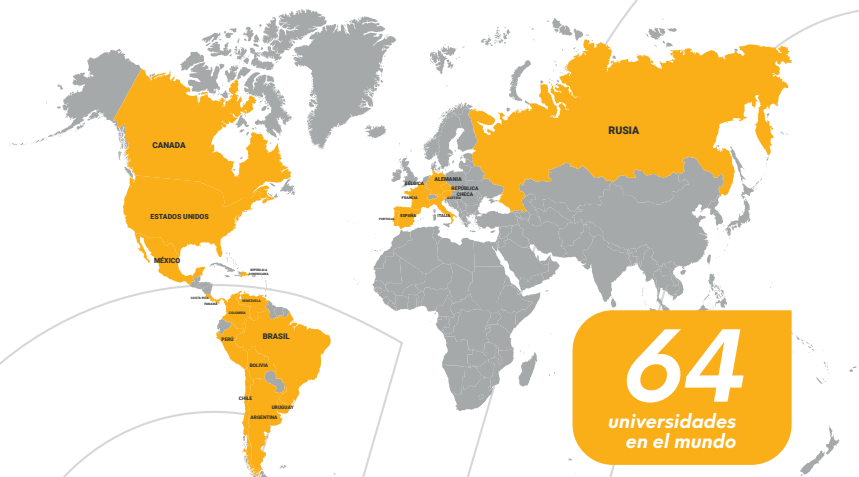 RUSIA
CANADA
ALEMANIA
BÉLGICA
REPÚBLICA
CHECA
FRANCIA
ESPAÑA
ITALIA
PORTUGAL
ESTADOS UNIDOS
MÉXICO
REPÚBLICA
DOMINICANA
COSTA RICA
PANAMÁ
VENEZUELA
COLOMBIA
BRASIL
PERÚ
BOLIVIA
CHILE
URUGUAY
ARGENTINA
64
universidades
en el mundo